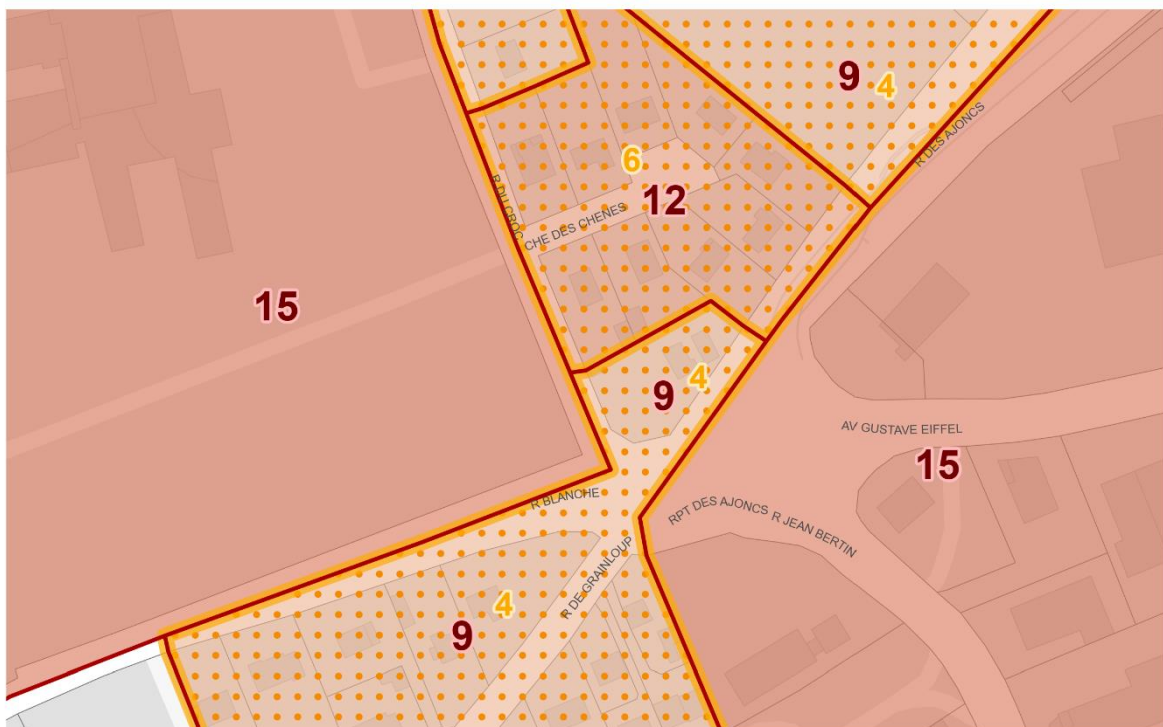 9
4
R DES AJONCS
6
12
R DU CROC
CHE DES CHENES
15
4
9
AV GUSTAVE EIFFEL
15
R BLANCHE
RPT DES AJONCS R JEAN BERTIN
R DE GRAINLOUP
4
9